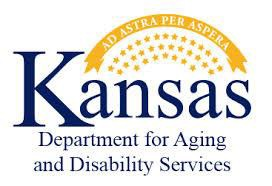 AD ASTRA PER ASPERA
Kansas
Department for Aging
and Disability Services